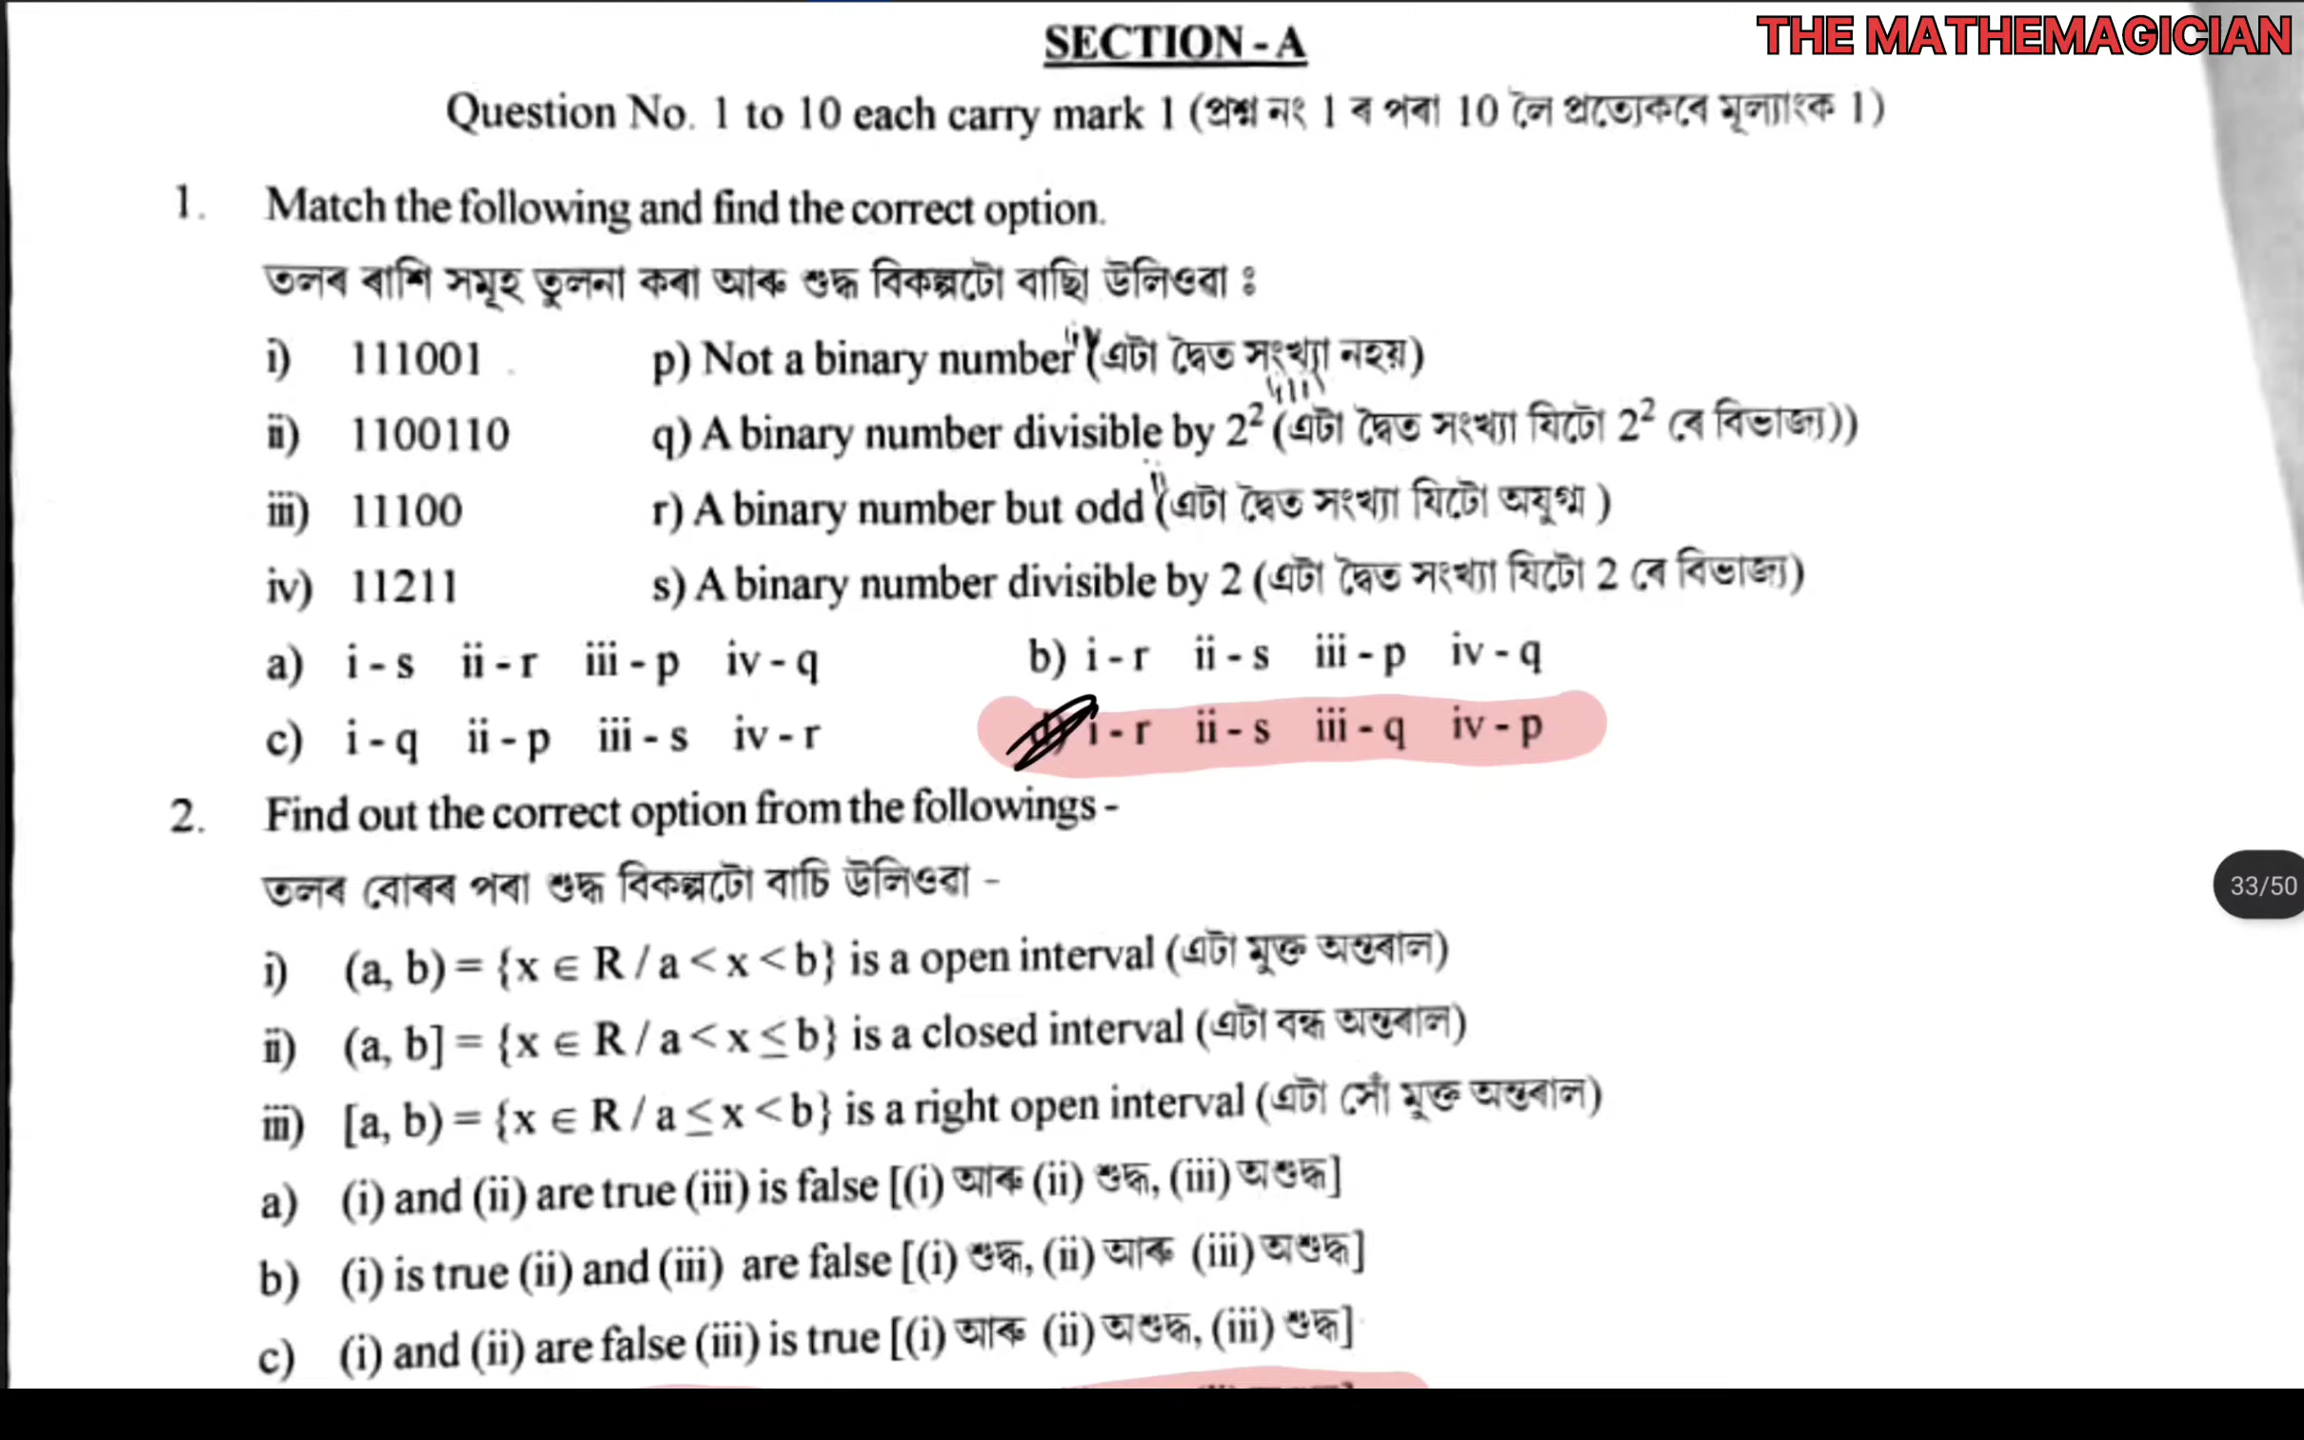 THE MATHEMAGICIAN
SECTION - A
Question No. 1 to 10 each carry mark 1 (প্ৰশ্ন নং 1 ৰ পৰা 10 লৈ প্ৰত্যেকৰে মূল্যাংক 1)
1. Match the following and find the correct option.
তলৰ ৰাশি সমূহ তুলনা কৰা আৰু শুদ্ধ বিকল্পটো বাছি উলিওৱা ঃ
i) 111001 p) Not a binary number (এটা দ্বৈত সংখ্যা নহয়)
ii) 1100110 q) A binary number divisible by 2² (এটা দ্বৈত সংখ্যা যিটো 2² ৰে বিভাজ্য))
iii) 11100 r) A binary number but odd (এটা দ্বৈত সংখ্যা যিটো অযুগ্ম )
iv) 11211 s) A binary number divisible by 2 (এটা দ্বৈত সংখ্যা যিটো 2 ৰে বিভাজ্য)
a) i - s ii - r iii - p iv - q b) i - r ii - s iii - p iv - q
c) i - q ii - p iii - s iv - r d) i - r ii - s iii - q iv - p
2. Find out the correct option from the followings -
তলৰ বোৰৰ পৰা শুদ্ধ বিকল্পটো বাচি উলিওৱা -
33/50
i) (a, b) = {x ∈ R / a < x < b} is a open interval (এটা মুক্ত অন্তৰাল)
ii) (a, b] = {x ∈ R / a < x ≤ b} is a closed interval (এটা বন্ধ অন্তৰাল)
iii) [a, b) = {x ∈ R / a ≤ x < b} is a right open interval (এটা সোঁ মুক্ত অন্তৰাল)
a) (i) and (ii) are true (iii) is false [(i) আৰু (ii) শুদ্ধ, (iii) অশুদ্ধ]
b) (i) is true (ii) and (iii) are false [(i) শুদ্ধ, (ii) আৰু (iii) অশুদ্ধ]
c) (i) and (ii) are false (iii) is true [(i) আৰু (ii) অশুদ্ধ, (iii) শুদ্ধ]